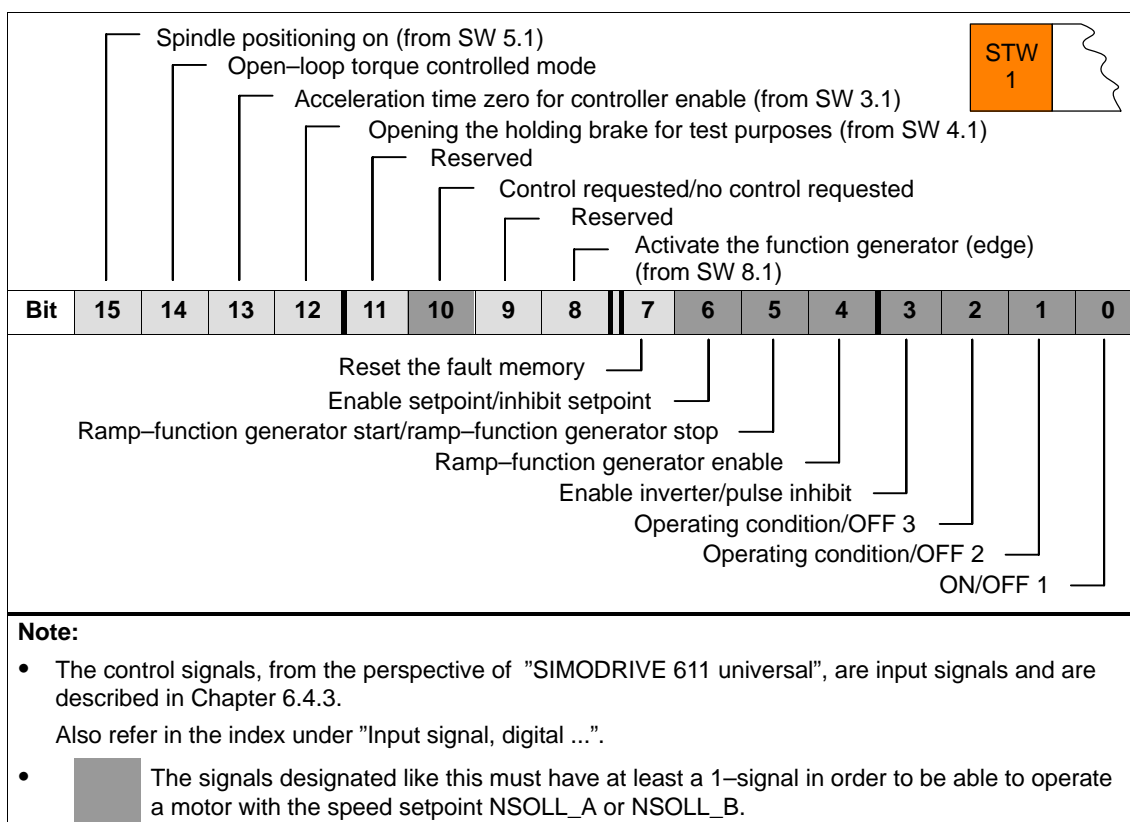 Spindle positioning on (from SW 5.1)
STW
1
Open–loop torque controlled mode
Acceleration time zero for controller enable (from SW 3.1)
Opening the holding brake for test purposes (from SW 4.1)
Reserved
Control requested/no control requested
Reserved
Activate the function generator (edge)
(from SW 8.1)
Bit 15 14 13 12 11 10 9 8 7 6 5 4 3 2 1 0
Reset the fault memory
Enable setpoint/inhibit setpoint
Ramp–function generator start/ramp–function generator stop
Ramp–function generator enable
Enable inverter/pulse inhibit
Operating condition/OFF 3
Operating condition/OFF 2
ON/OFF 1
Note:
• The control signals, from the perspective of ”SIMODRIVE 611 universal”, are input signals and are
described in Chapter 6.4.3.
Also refer in the index under ”Input signal, digital ...”.
• The signals designated like this must have at least a 1–signal in order to be able to operate
a motor with the speed setpoint NSOLL_A or NSOLL_B.